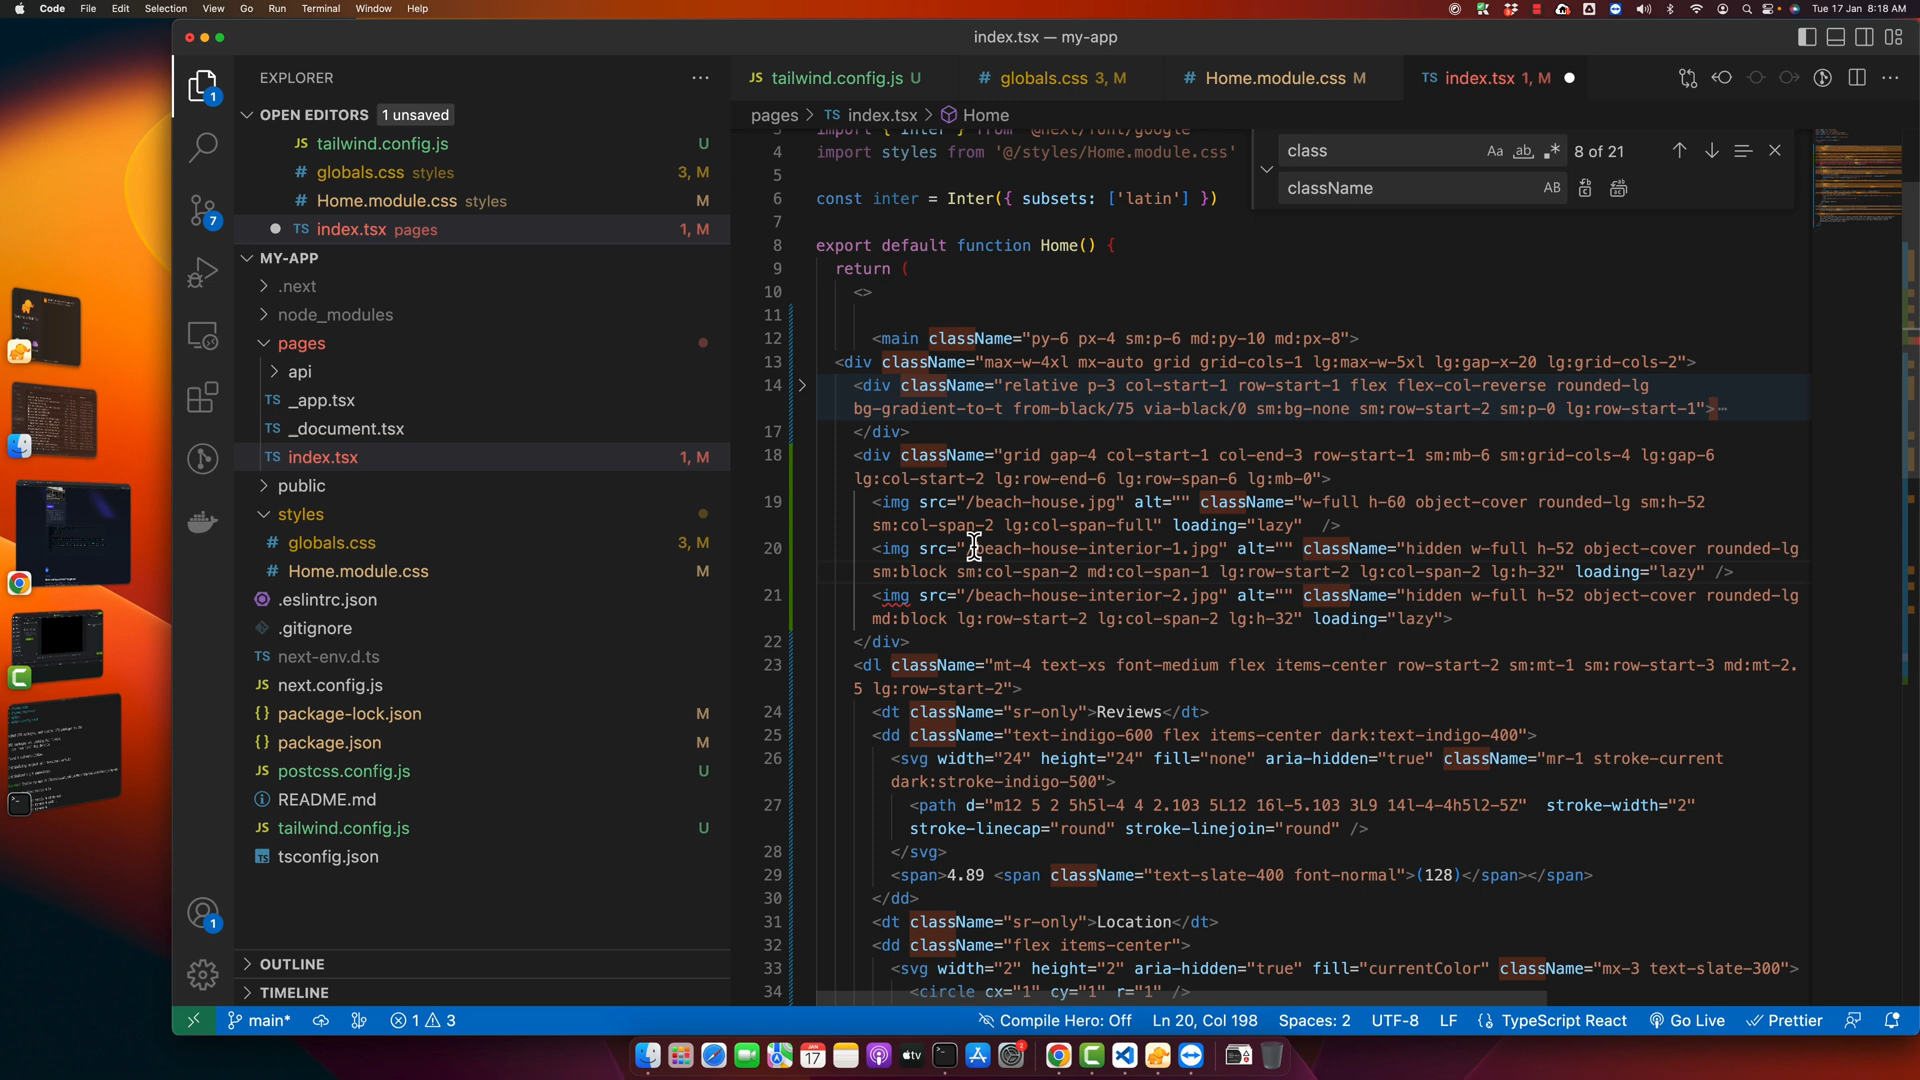 Code File Edit Selection View Go Run Terminal Window Help
Tue 17 Jan 8:18 AM
index.tsx — my-app
EXPLORER
OPEN EDITORS 1 unsaved
JS tailwind.config.js U
# globals.css styles 3, M
# Home.module.css styles M
TS index.tsx pages 1, M
MY-APP
.next
node_modules
pages
api
TS _app.tsx
TS _document.tsx
TS index.tsx 1, M
public
styles
# globals.css 3, M
# Home.module.css M
.eslintrc.json
.gitignore
TS next-env.d.ts
JS next.config.js
{} package-lock.json M
{} package.json M
JS postcss.config.js U
README.md
JS tailwind.config.js U
tsconfig.json
OUTLINE
TIMELINE
JS tailwind.config.js U # globals.css 3, M # Home.module.css M TS index.tsx 1, M
pages > TS index.tsx > Home
class Aa ab 8 of 21
className AB
3 import { Inter } from '@next/font/google'
4 import styles from '@/styles/Home.module.css'
5
6 const inter = Inter({ subsets: ['latin'] })
7
8 export default function Home() {
9 return (
10 <>
11
12 <main className="py-6 px-4 sm:p-6 md:py-10 md:px-8">
13 <div className="max-w-4xl mx-auto grid grid-cols-1 lg:max-w-5xl lg:gap-x-20 lg:grid-cols-2">
14 <div className="relative p-3 col-start-1 row-start-1 flex flex-col-reverse rounded-lg
bg-gradient-to-t from-black/75 via-black/0 sm:bg-none sm:row-start-2 sm:p-0 lg:row-start-1">⋯
17 </div>
18 <div className="grid gap-4 col-start-1 col-end-3 row-start-1 sm:mb-6 sm:grid-cols-4 lg:gap-6
lg:col-start-2 lg:row-end-6 lg:row-span-6 lg:mb-0">
19 <img src="/beach-house.jpg" alt="" className="w-full h-60 object-cover rounded-lg sm:h-52
sm:col-span-2 lg:col-span-full" loading="lazy" />
20 <img src="/beach-house-interior-1.jpg" alt="" className="hidden w-full h-52 object-cover rounded-lg
sm:block sm:col-span-2 md:col-span-1 lg:row-start-2 lg:col-span-2 lg:h-32" loading="lazy" />
21 <img src="/beach-house-interior-2.jpg" alt="" className="hidden w-full h-52 object-cover rounded-lg
md:block lg:row-start-2 lg:col-span-2 lg:h-32" loading="lazy">
22 </div>
23 <dl className="mt-4 text-xs font-medium flex items-center row-start-2 sm:mt-1 sm:row-start-3 md:mt-2.
5 lg:row-start-2">
24 <dt className="sr-only">Reviews</dt>
25 <dd className="text-indigo-600 flex items-center dark:text-indigo-400">
26 <svg width="24" height="24" fill="none" aria-hidden="true" className="mr-1 stroke-current
dark:stroke-indigo-500">
27 <path d="m12 5 2 5h5l-4 4 2.103 5L12 16l-5.103 3L9 14l-4-4h5l2-5Z" stroke-width="2"
stroke-linecap="round" stroke-linejoin="round" />
28 </svg>
29 <span>4.89 <span className="text-slate-400 font-normal">(128)</span></span>
30 </dd>
31 <dt className="sr-only">Location</dt>
32 <dd className="flex items-center">
33 <svg width="2" height="2" aria-hidden="true" fill="currentColor" className="mx-3 text-slate-300">
34 <circle cx="1" cy="1" r="1" />
main* 1 3 Compile Hero: Off Ln 20, Col 198 Spaces: 2 UTF-8 LF {} TypeScript React Go Live Prettier